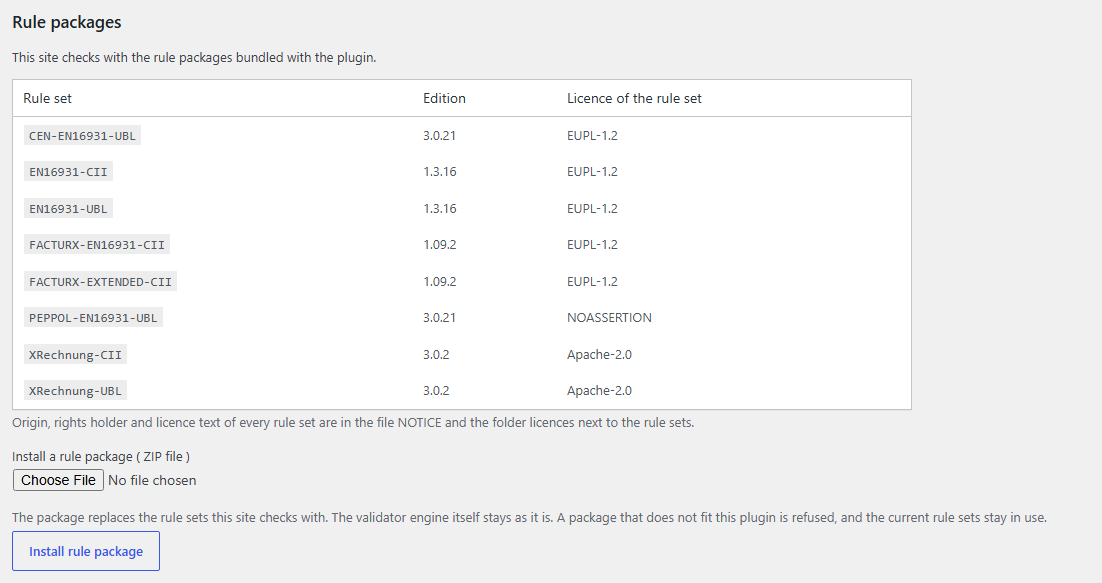 Rule packages
This site checks with the rule packages bundled with the plugin.
Rule set Edition Licence of the rule set
CEN-EN16931-UBL 3.0.21 EUPL-1.2
EN16931-CII 1.3.16 EUPL-1.2
EN16931-UBL 1.3.16 EUPL-1.2
FACTURX-EN16931-CII 1.09.2 EUPL-1.2
FACTURX-EXTENDED-CII 1.09.2 EUPL-1.2
PEPPOL-EN16931-UBL 3.0.21 NOASSERTION
XRechnung-CII 3.0.2 Apache-2.0
XRechnung-UBL 3.0.2 Apache-2.0
Origin, rights holder and licence text of every rule set are in the file NOTICE and the folder licences next to the rule sets.
Install a rule package ( ZIP file )
Choose File No file chosen
The package replaces the rule sets this site checks with. The validator engine itself stays as it is. A package that does not fit this plugin is refused, and the current rule sets stay in use.
Install rule package